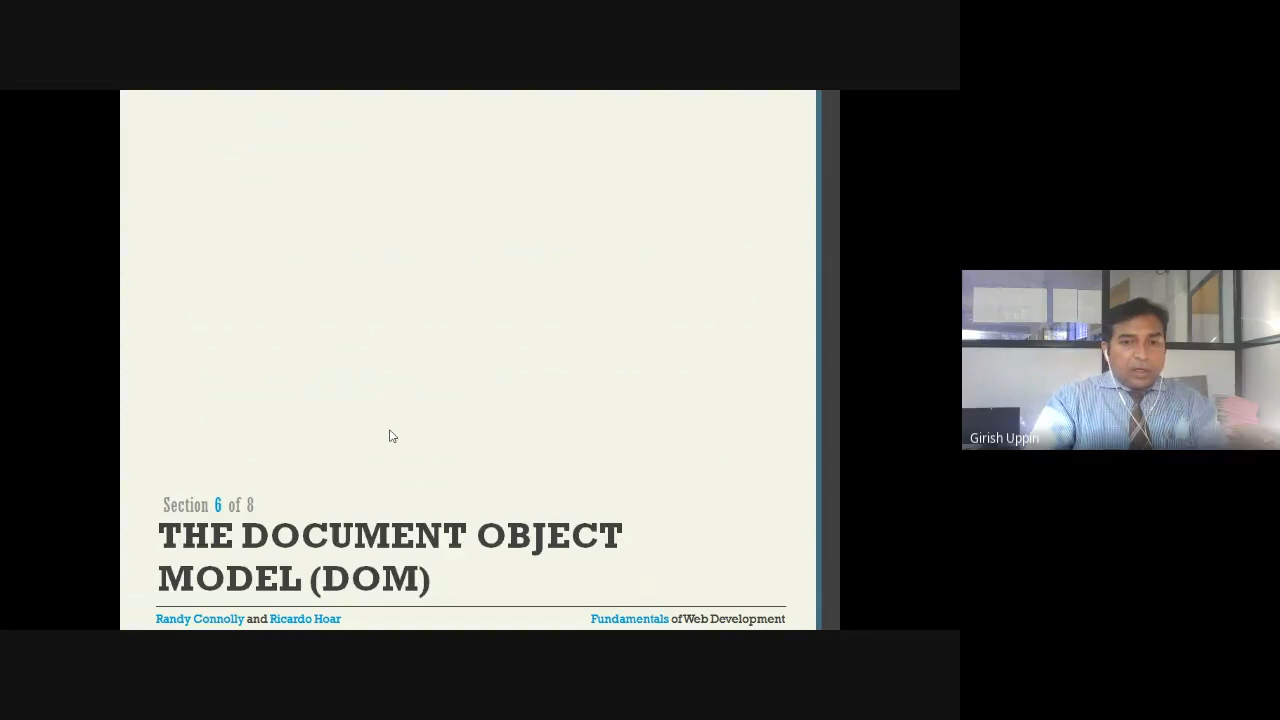 Section 6 of 8
THE DOCUMENT OBJECT
MODEL (DOM)
Randy Connolly and Ricardo Hoar
Fundamentals of Web Development
Girish Uppin